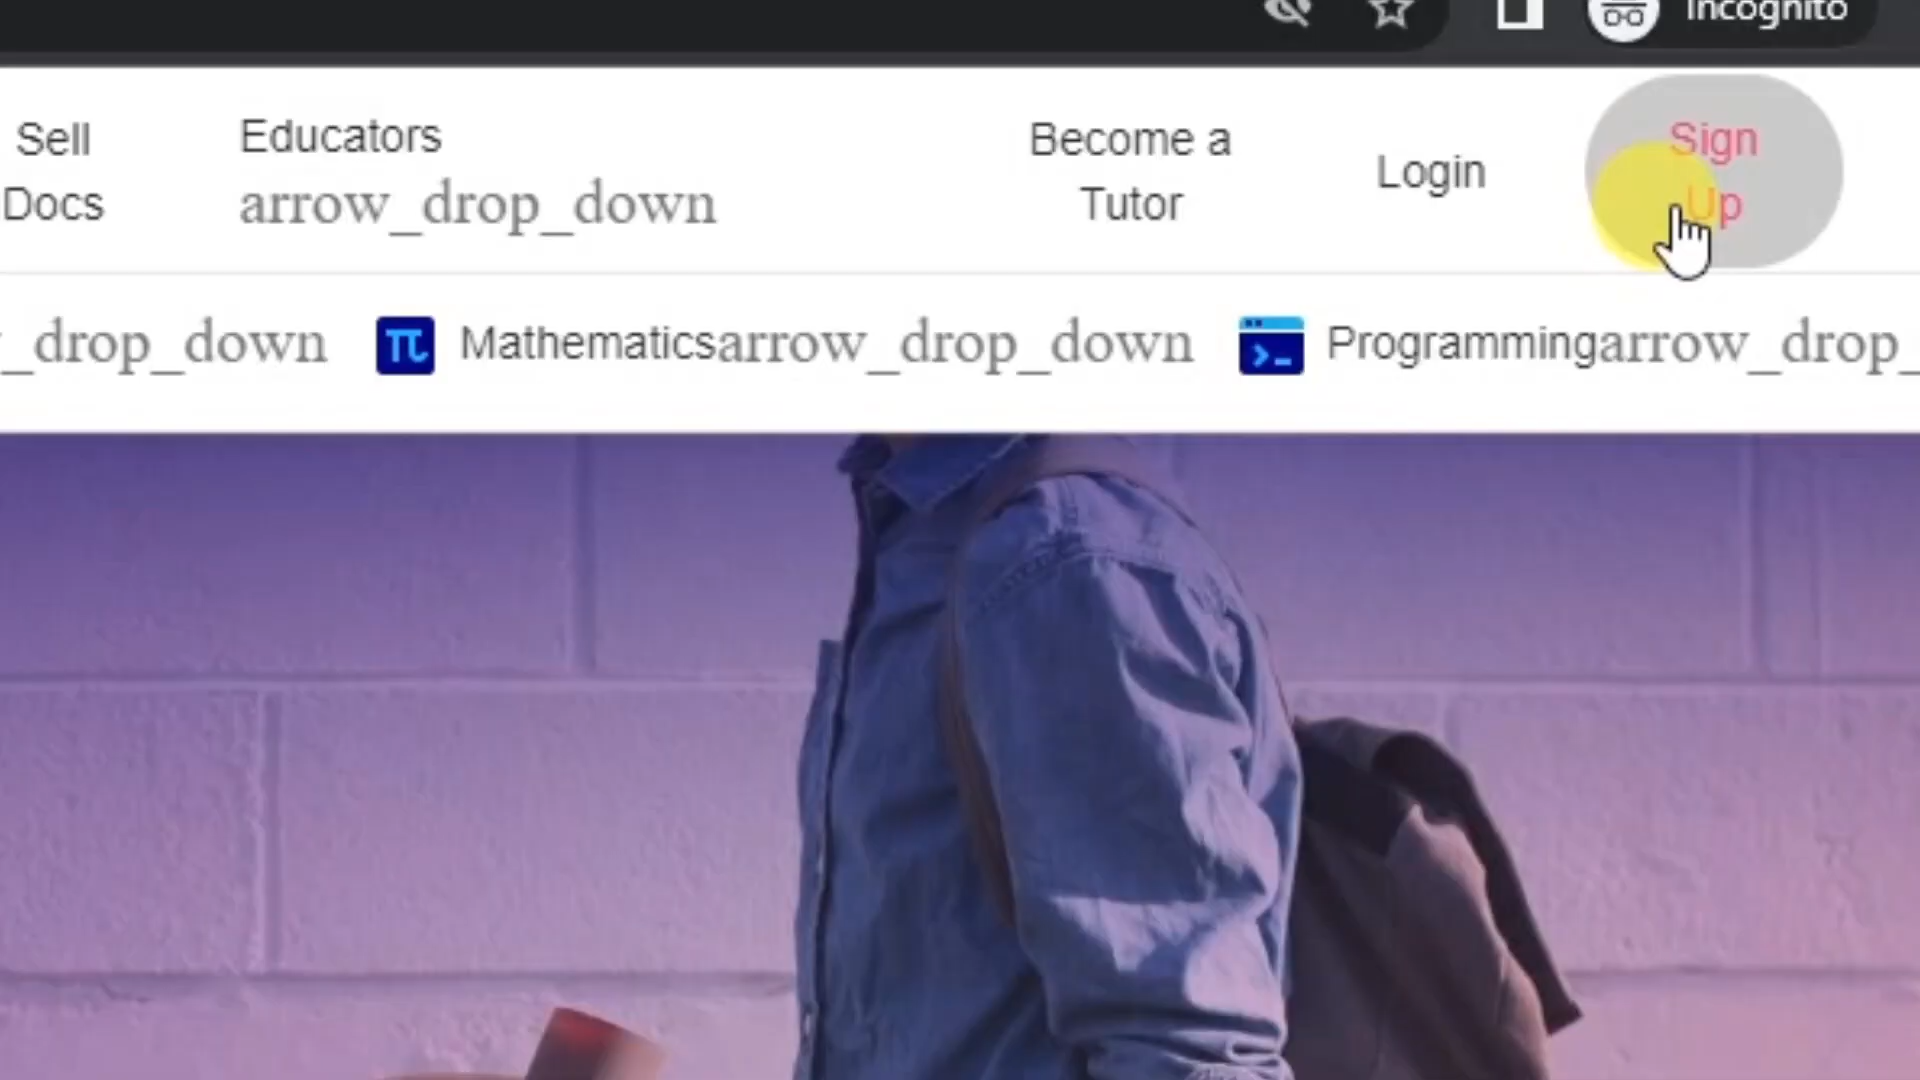 Incognito
Sell
Docs
Educators
arrow_drop_down
Become a
Tutor
Login
Sign
Up
_drop_down
Mathematicsarrow_drop_down
Programmingarrow_drop_